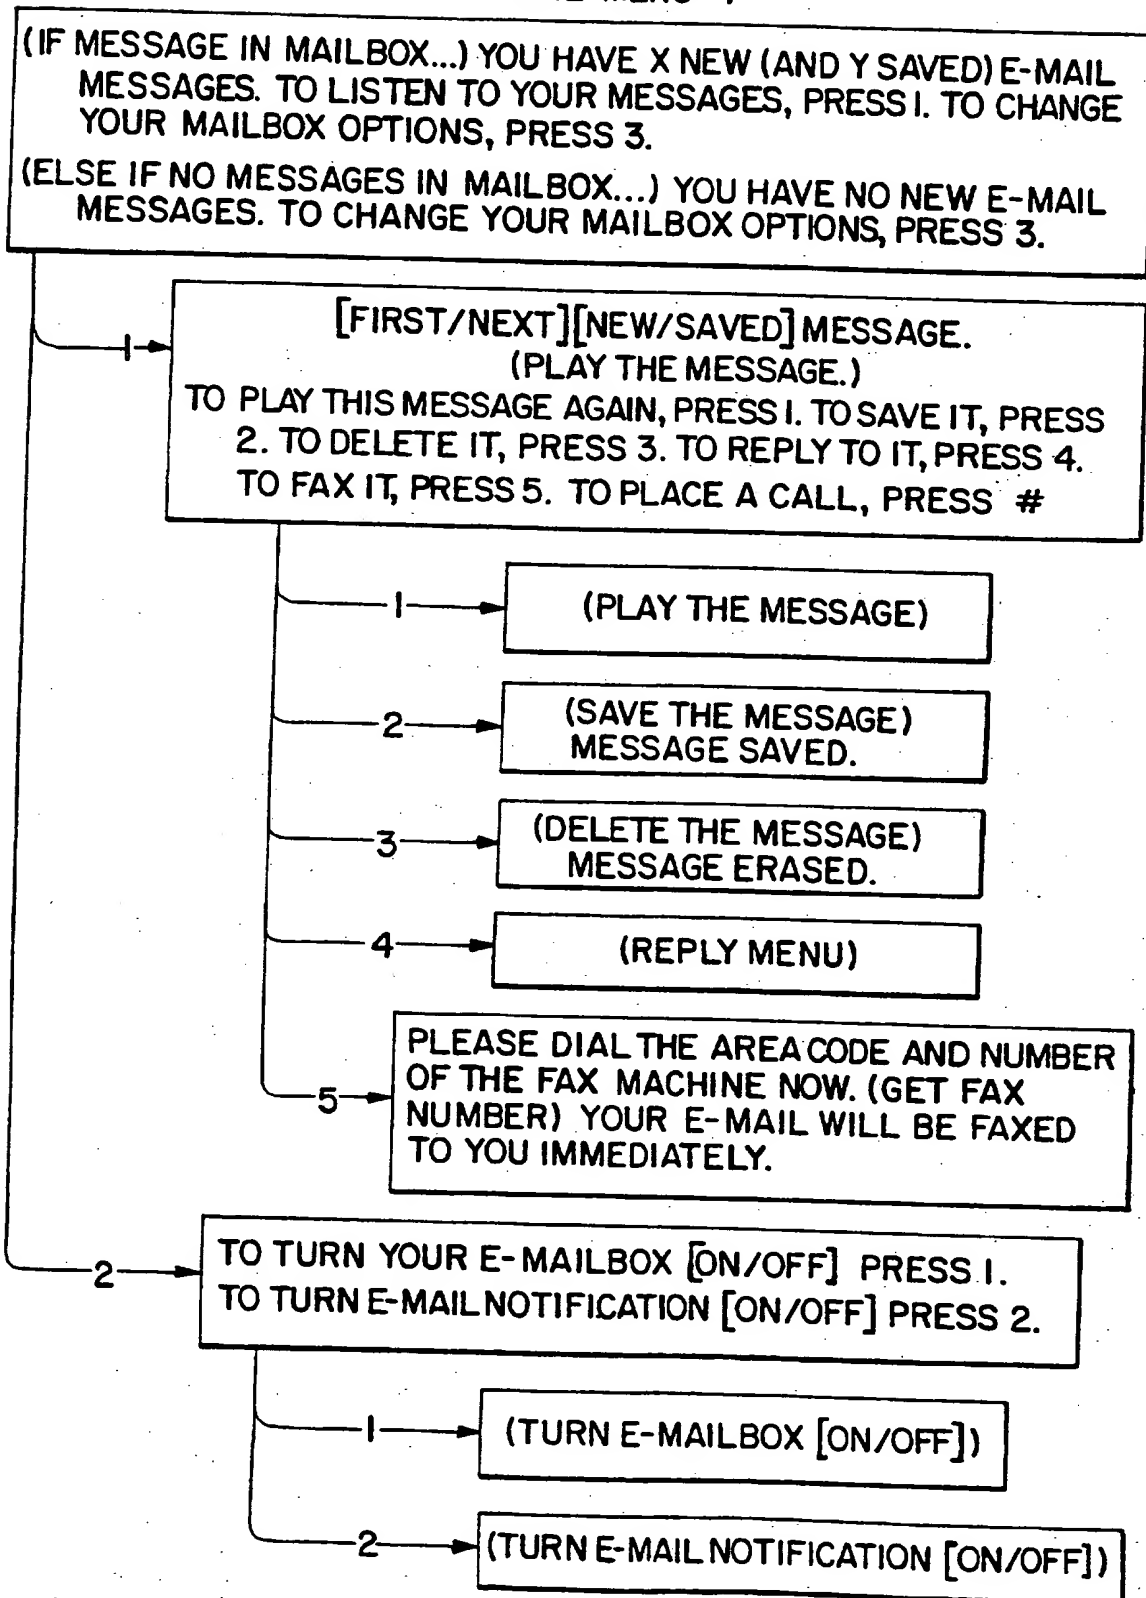 (IF MESSAGE IN MAILBOX...) YOU HAVE X NEW (AND Y SAVED) E-MAIL
MESSAGES. TO LISTEN TO YOUR MESSAGES, PRESS 1. TO CHANGE
YOUR MAILBOX OPTIONS, PRESS 3.
(ELSE IF NO MESSAGES IN MAILBOX...) YOU HAVE NO NEW E-MAIL
MESSAGES. TO CHANGE YOUR MAILBOX OPTIONS, PRESS 3.
1
[FIRST/NEXT][NEW/SAVED] MESSAGE.
(PLAY THE MESSAGE.)
TO PLAY THIS MESSAGE AGAIN, PRESS 1. TO SAVE IT, PRESS
2. TO DELETE IT, PRESS 3. TO REPLY TO IT, PRESS 4.
TO FAX IT, PRESS 5. TO PLACE A CALL, PRESS #
1
(PLAY THE MESSAGE)
2
(SAVE THE MESSAGE)
MESSAGE SAVED.
3
(DELETE THE MESSAGE)
MESSAGE ERASED.
4
(REPLY MENU)
5
PLEASE DIAL THE AREA CODE AND NUMBER
OF THE FAX MACHINE NOW. (GET FAX
NUMBER) YOUR E-MAIL WILL BE FAXED
TO YOU IMMEDIATELY.
2
TO TURN YOUR E-MAILBOX [ON/OFF] PRESS 1.
TO TURN E-MAIL NOTIFICATION [ON/OFF] PRESS 2.
1
(TURN E-MAILBOX [ON/OFF])
2
(TURN E-MAIL NOTIFICATION [ON/OFF])